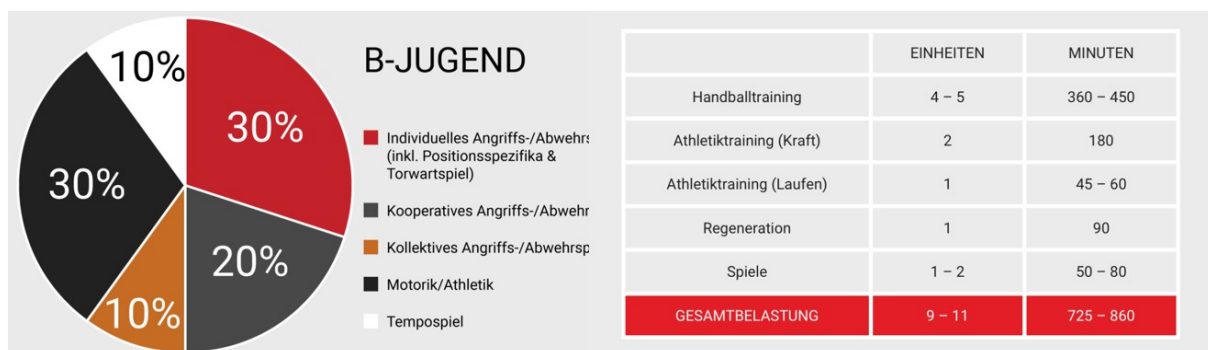 10%
30%
30%
20%
10%
B-JUGEND
Individuelles Angriffs-/Abwehrs
(inkl. Positionsspezifika &
Torwartspiel)
Kooperatives Angriffs-/Abwehr
Kollektives Angriffs-/Abwehrsp
Motorik/Athletik
Tempospiel
EINHEITEN MINUTEN
Handballtraining 4 – 5 360 – 450
Athletiktraining (Kraft) 2 180
Athletiktraining (Laufen) 1 45 – 60
Regeneration 1 90
Spiele 1 – 2 50 – 80
GESAMTBELASTUNG 9 – 11 725 – 860